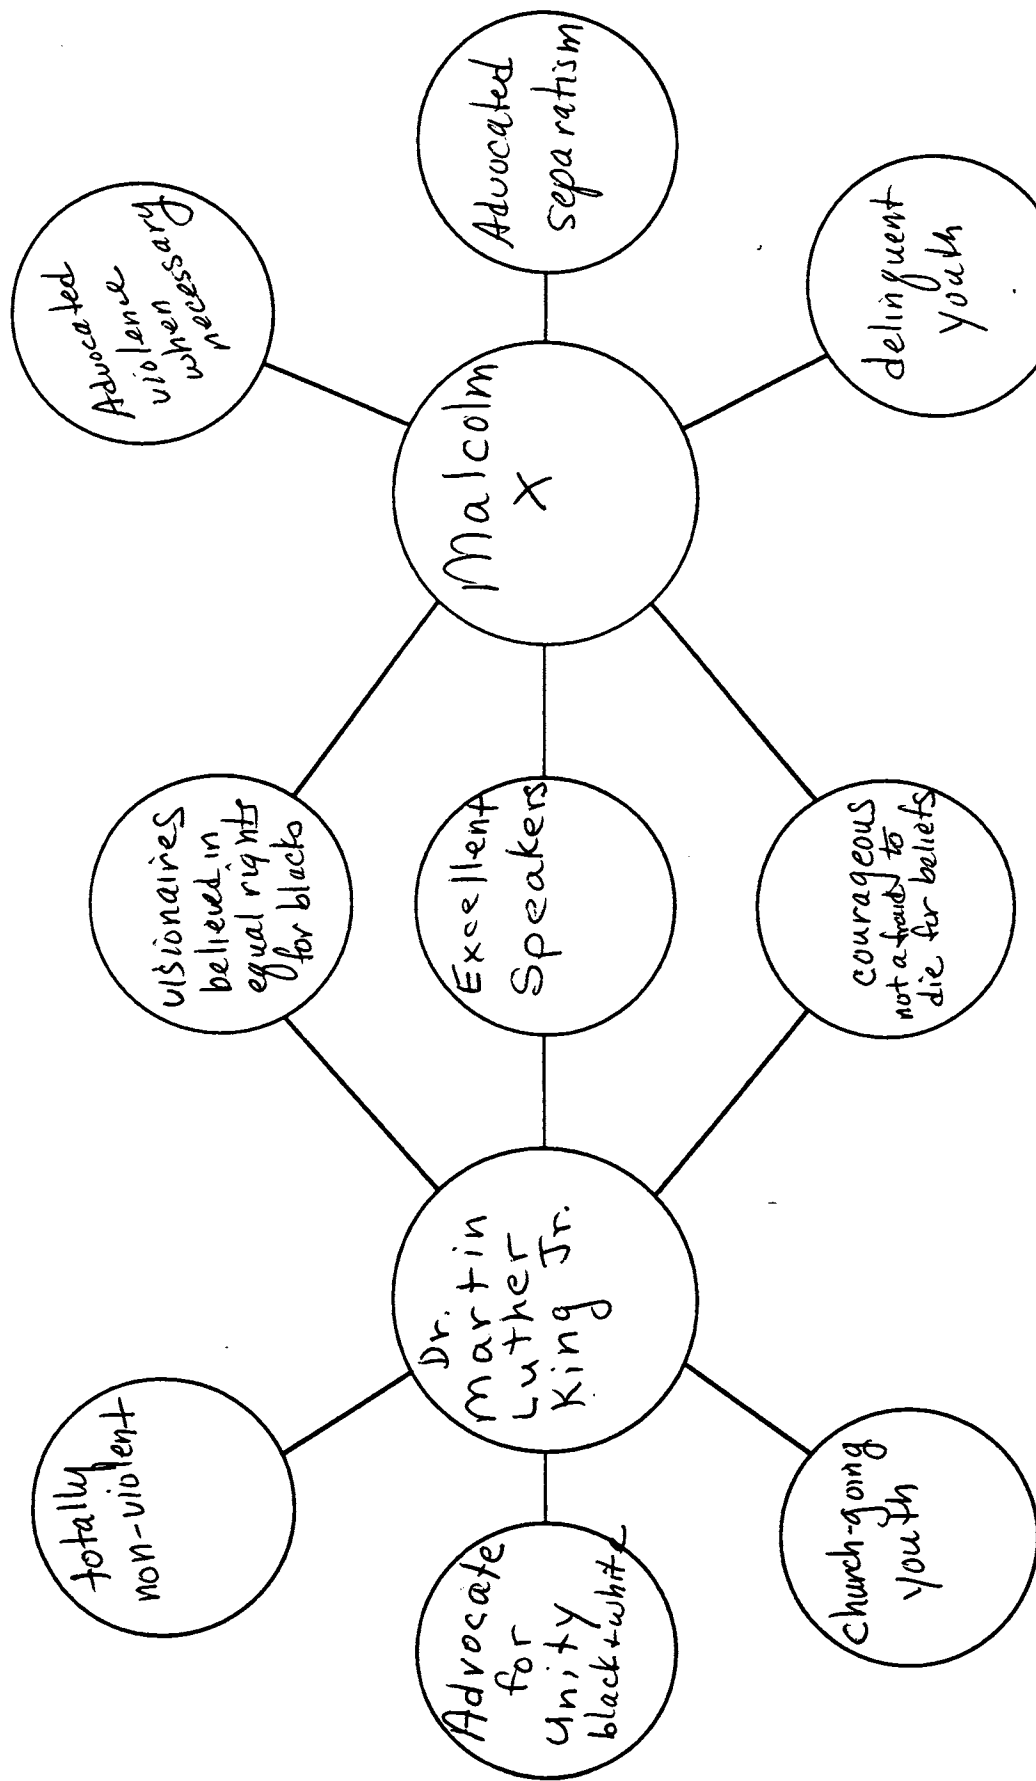 totally
non-violent
Advocate
for
Unity
black + white
church-going
youth
Dr.
Martin
Luther
King Jr.
visionairies
believed in
equal rights
for blacks
Excellent
Speakers
courageous
not afraid to
die for beliefs
Malcolm
X
Advocated
violence
when
necessary
Advocated
separatism
delinquent
youth